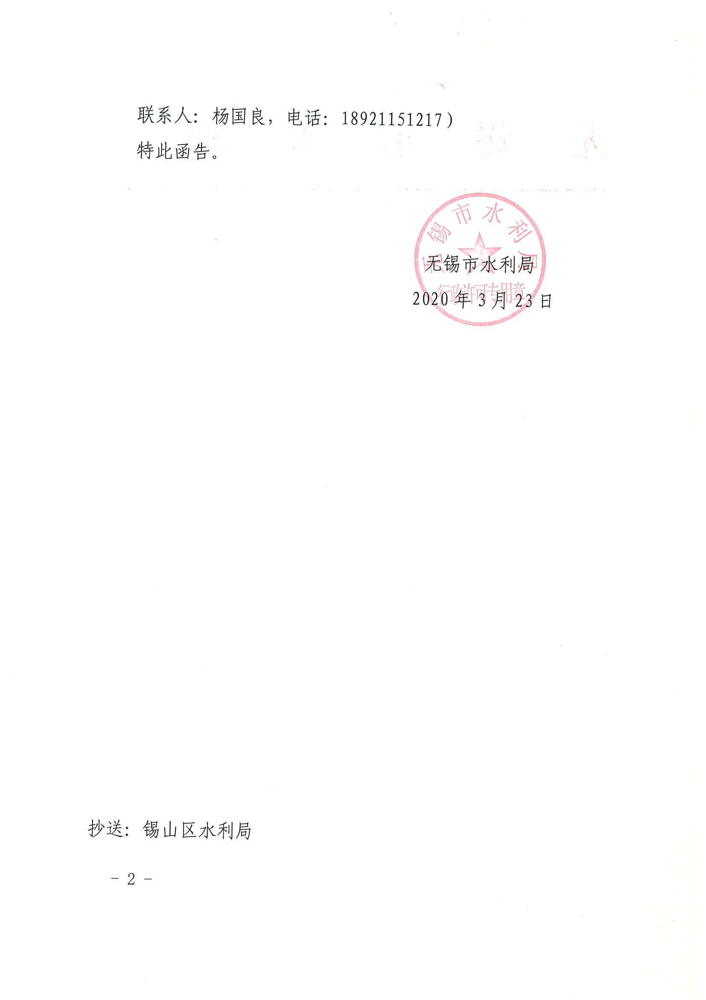 联系人：杨国良，电话：18921151217)
特此函告。
无锡市水利局
无锡市水利局
行政许可专用章
2020年3月23日
抄送：锡山区水利局
- 2 -